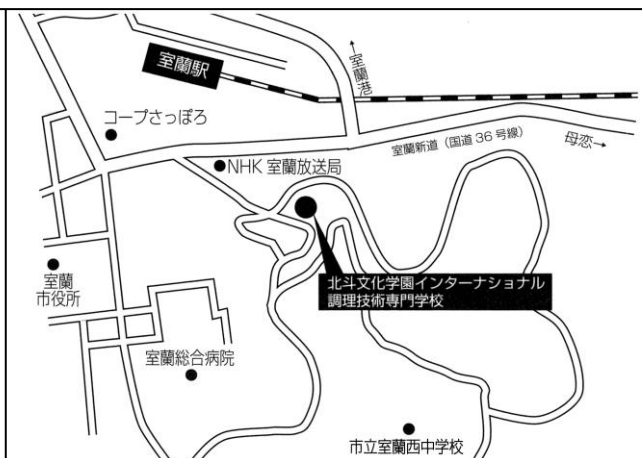 室蘭駅
←室蘭港
コープさっぽろ
室蘭新道（国道36号線）
母恋→
NHK 室蘭放送局
室蘭
市役所
北斗文化学園インターナショナル
調理技術専門学校
室蘭総合病院
市立室蘭西中学校